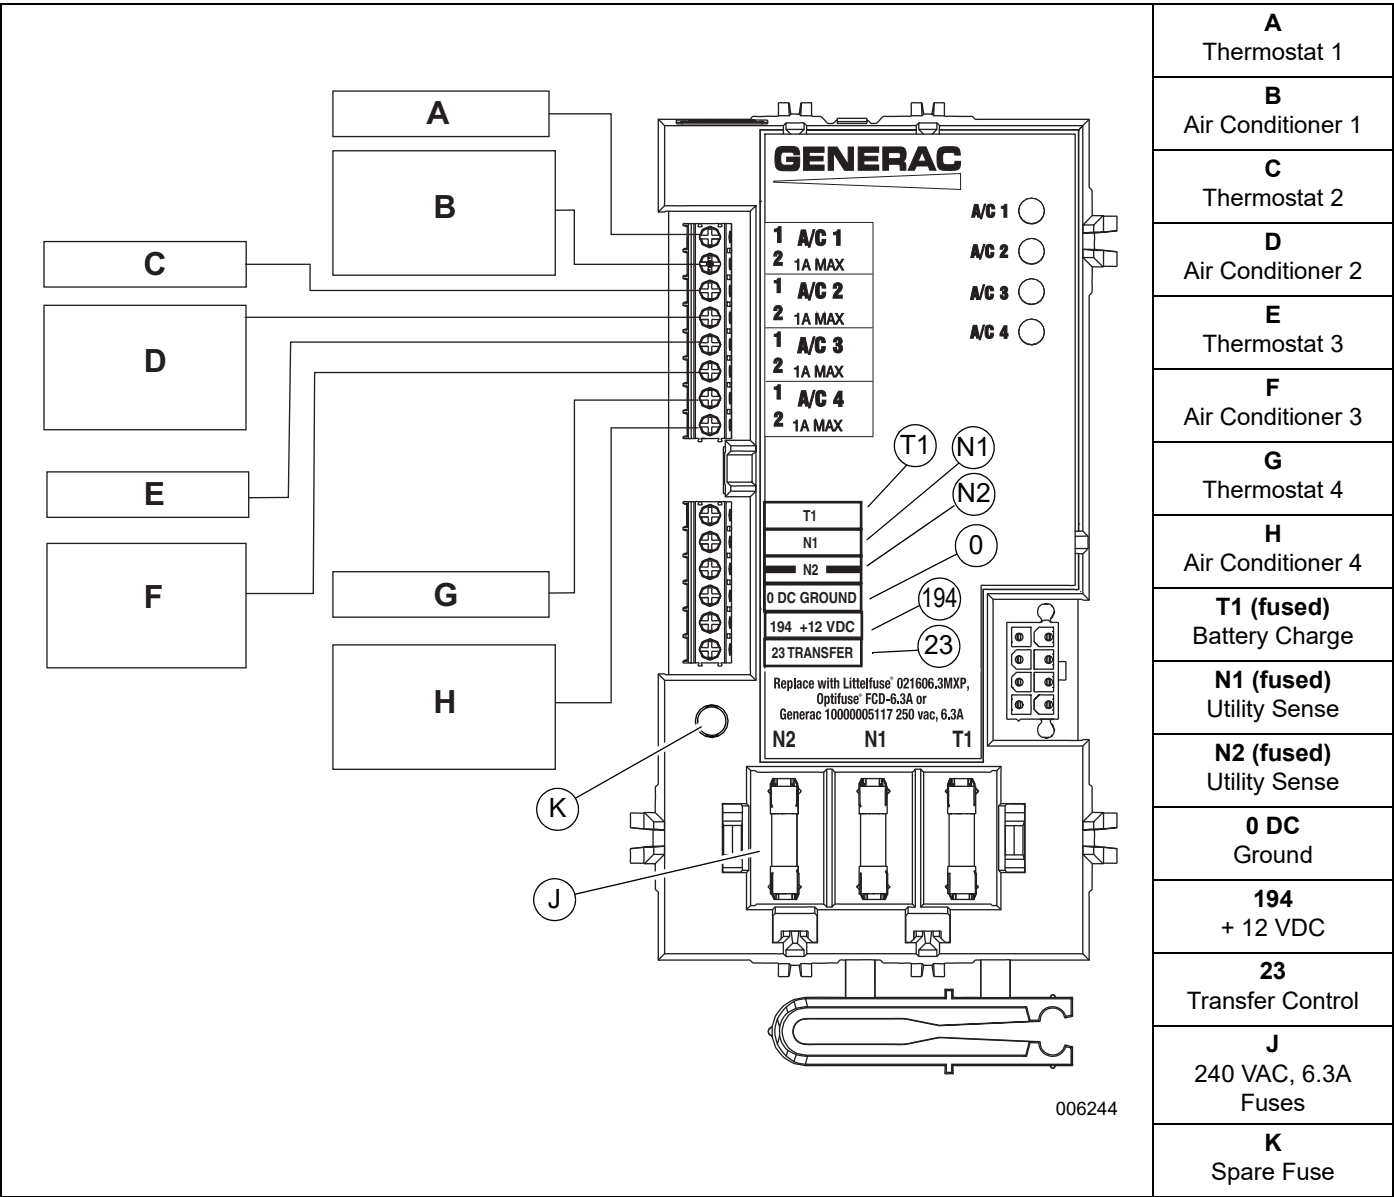 A
B
C
D
E
F
G
H
GENERAC
A/C 1
A/C 2
A/C 3
A/C 4
1 A/C 1
2 1A MAX
1 A/C 2
2 1A MAX
1 A/C 3
2 1A MAX
1 A/C 4
2 1A MAX
T1
N1
N2
0
194
23
T1
N1
N2
0 DC GROUND
194 +12 VDC
23 TRANSFER
Replace with Littelfuse® 021606.3MXP,
Optifuse® FCD-6.3A or
Generac 10000005117 250 vac, 6.3A
N2 N1 T1
K
J
006244
A
Thermostat 1
B
Air Conditioner 1
C
Thermostat 2
D
Air Conditioner 2
E
Thermostat 3
F
Air Conditioner 3
G
Thermostat 4
H
Air Conditioner 4
T1 (fused)
Battery Charge
N1 (fused)
Utility Sense
N2 (fused)
Utility Sense
0 DC
Ground
194
+ 12 VDC
23
Transfer Control
J
240 VAC, 6.3A
Fuses
K
Spare Fuse